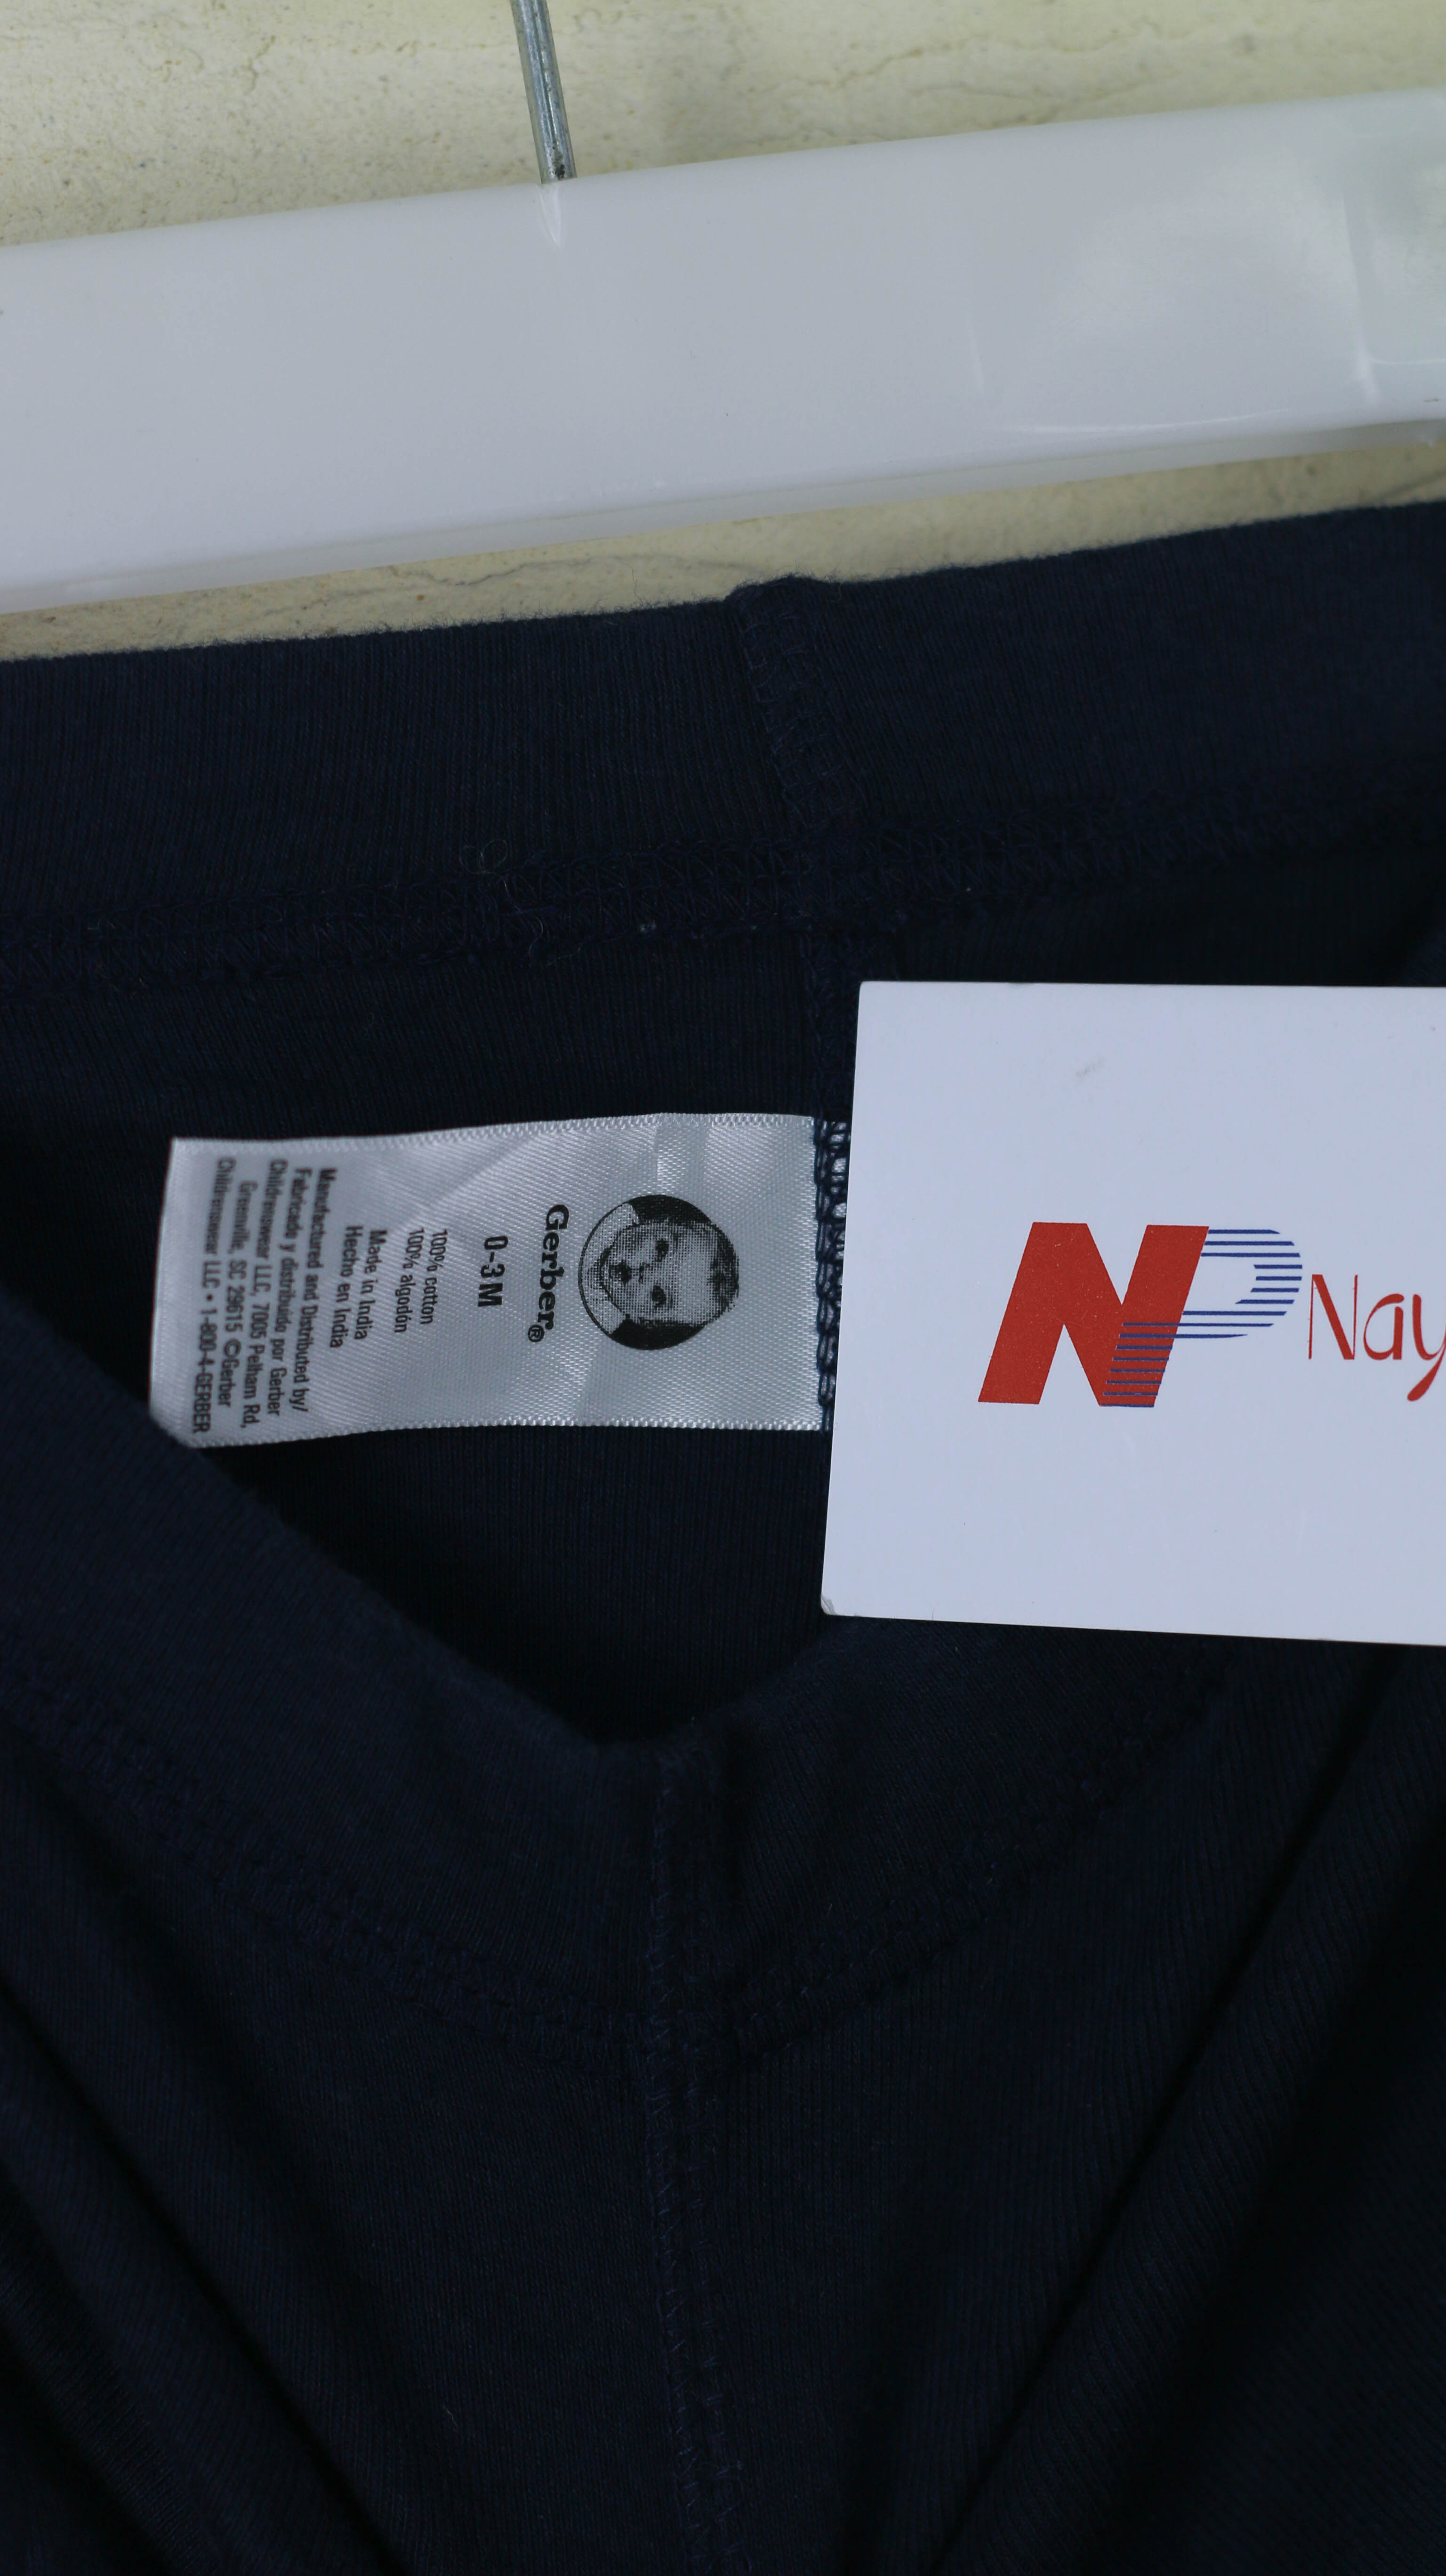 Gerber®
0-3 M
100% cotton
100% algodón
Made in India
Hecho en India
Manufactured and Distributed by/
Fabricado y distribuido por Gerber
Childrenswear LLC, 7005 Pelham Rd,
Greenville, SC 29615 ©Gerber
Childrenswear LLC • 1-800-4-GERBER
NP Nay